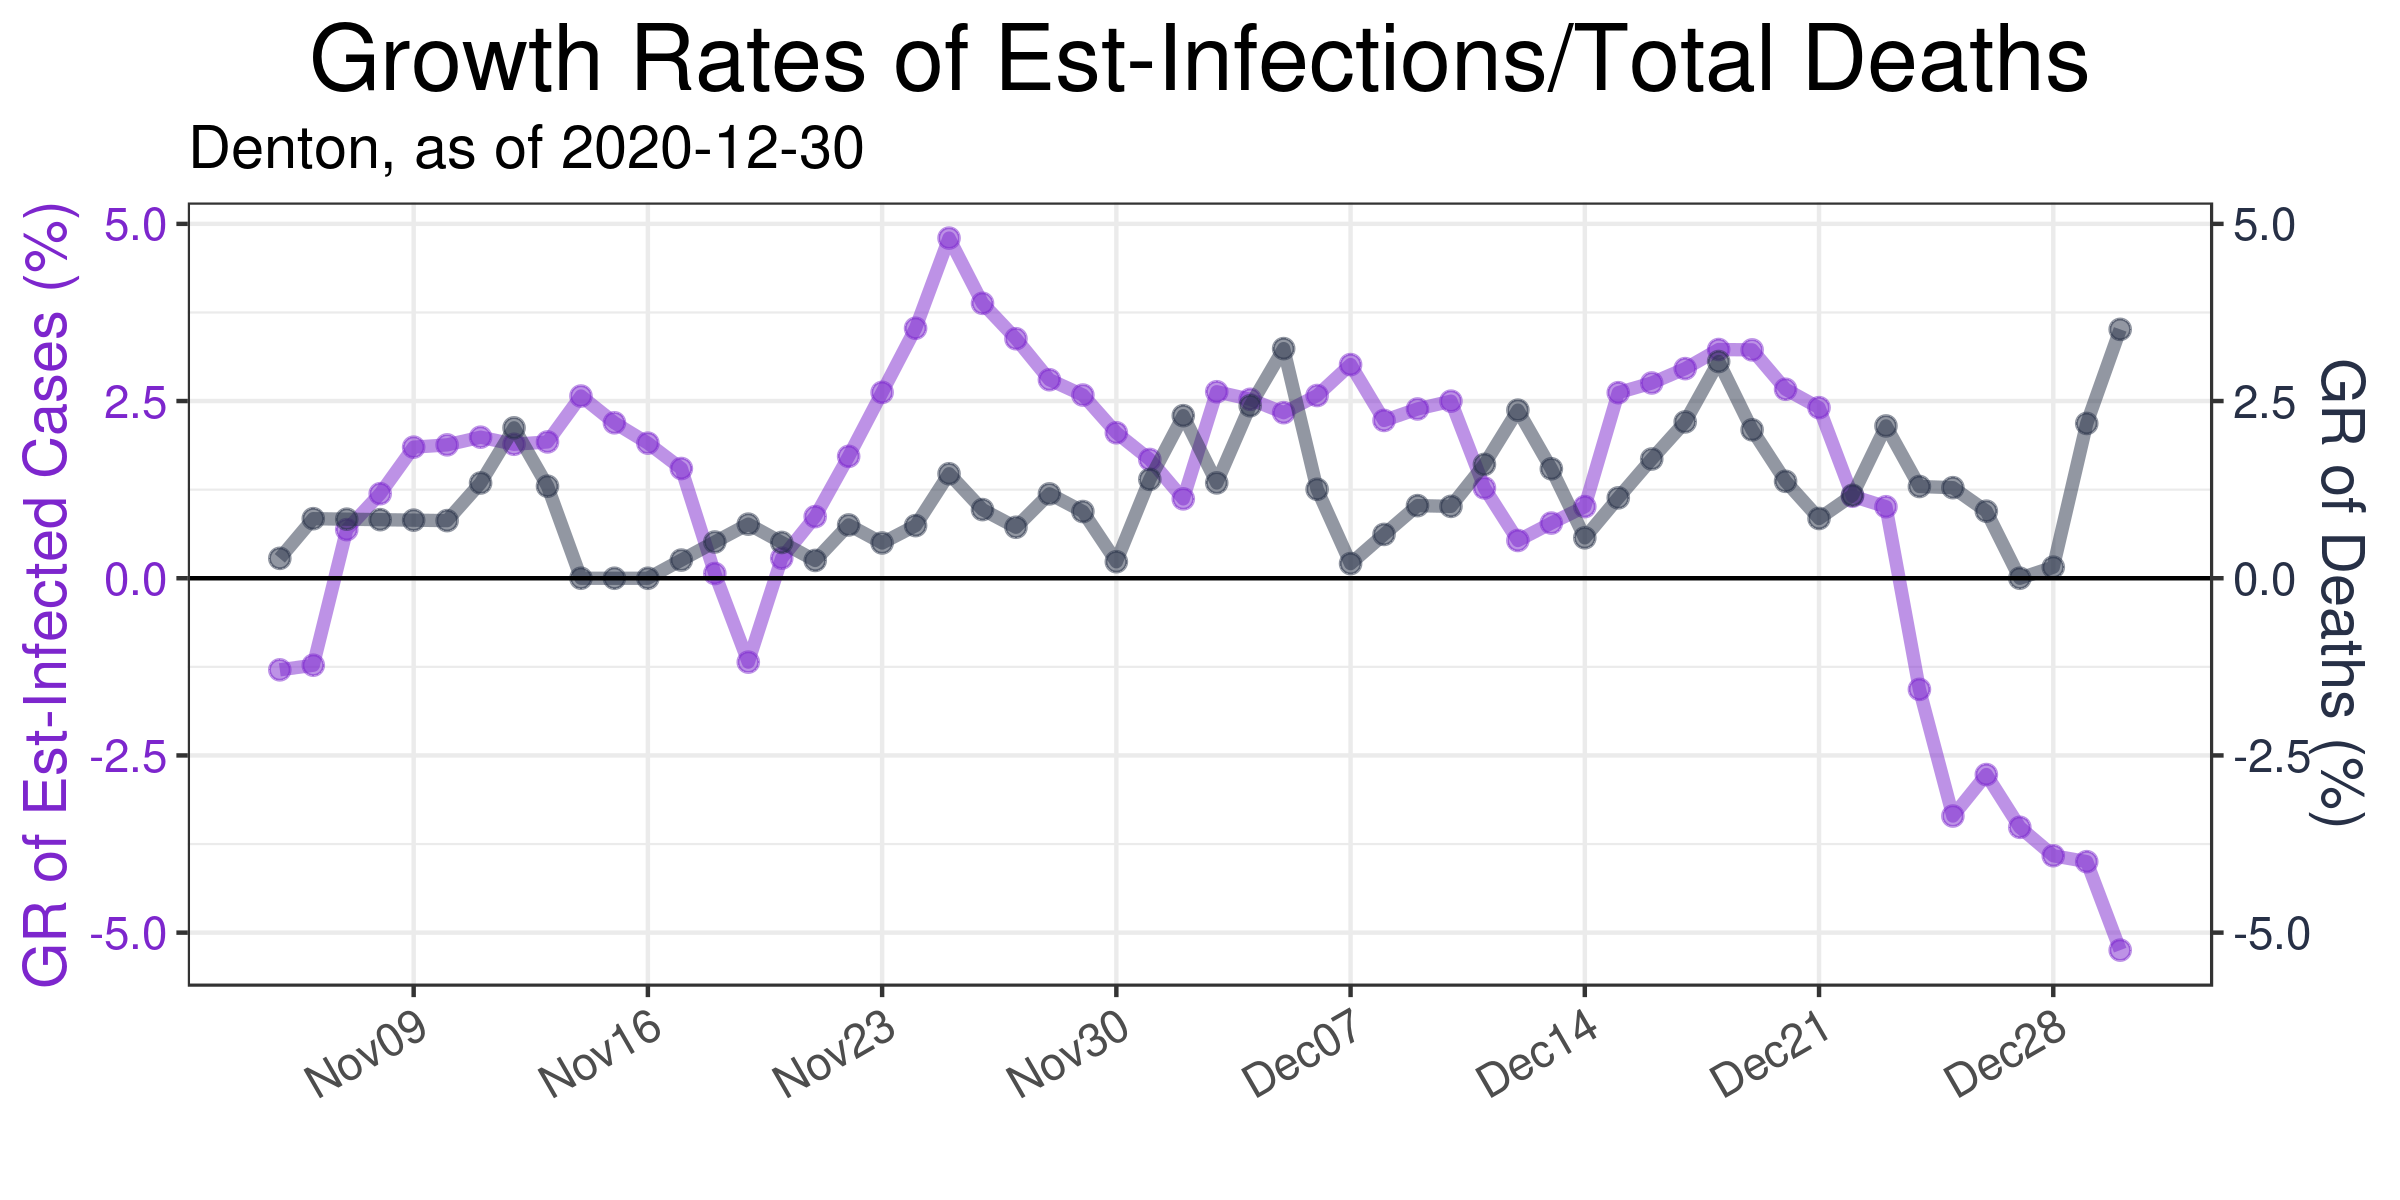 Growth Rates of Est-Infections/Total Deaths
Denton, as of 2020-12-30
GR of Est-Infected Cases (%)
5.0
2.5
0.0
-2.5
-5.0
5.0
2.5
0.0
-2.5
-5.0
GR of Deaths (%)
Nov09
Nov16
Nov23
Nov30
Dec07
Dec14
Dec21
Dec28